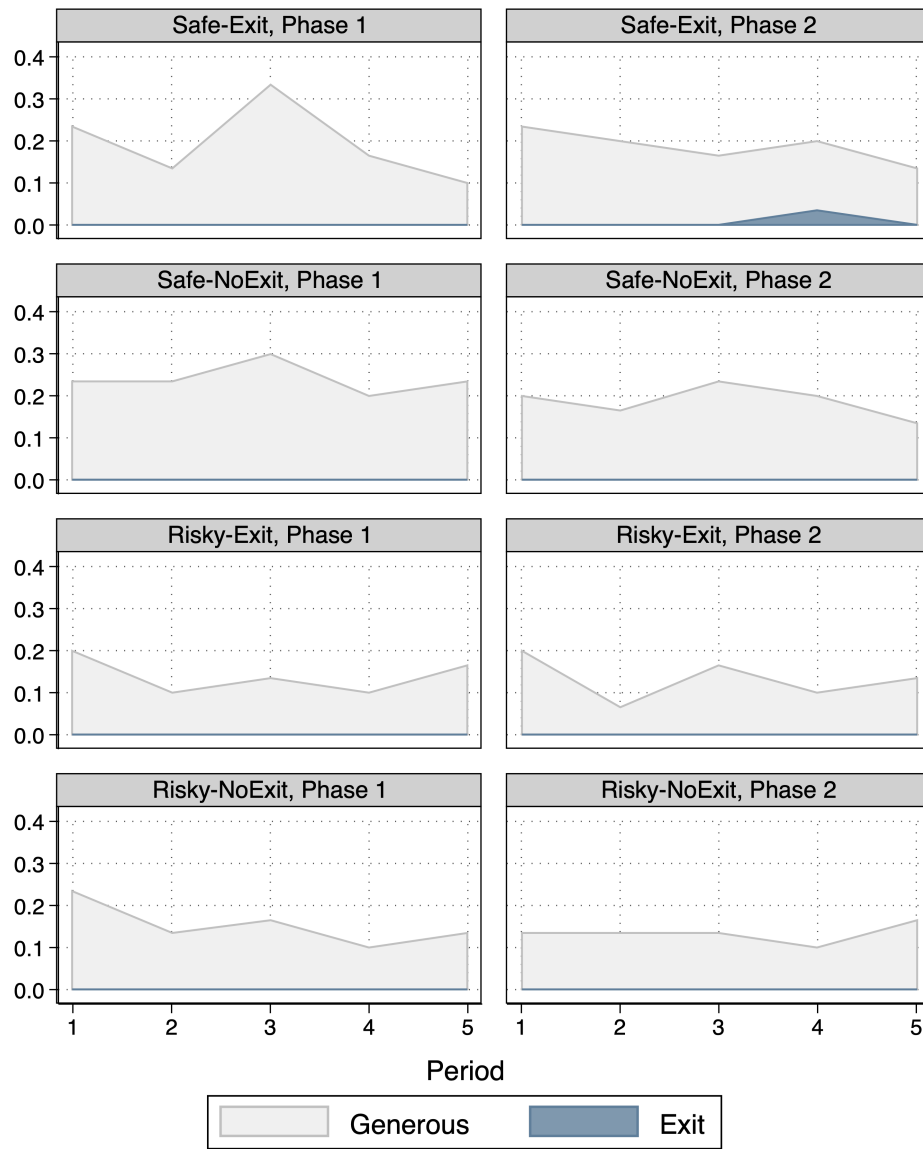 Safe-Exit, Phase 1
Safe-Exit, Phase 2
0.4
0.3
0.2
0.1
0.0
Safe-NoExit, Phase 1
Safe-NoExit, Phase 2
0.4
0.3
0.2
0.1
0.0
Risky-Exit, Phase 1
Risky-Exit, Phase 2
0.4
0.3
0.2
0.1
0.0
Risky-NoExit, Phase 1
Risky-NoExit, Phase 2
0.4
0.3
0.2
0.1
0.0
1 2 3 4 5 1 2 3 4 5
Period
Generous Exit